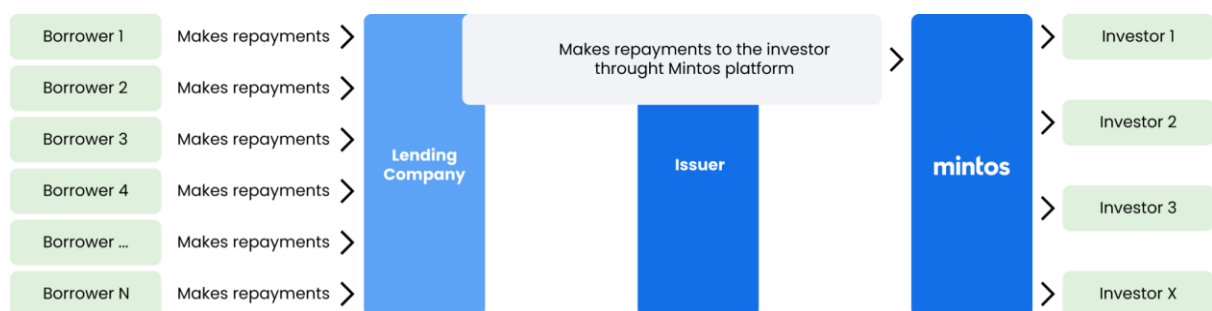 Borrower 1 Makes repayments
Makes repayments to the investor
throught Mintos platform
Investor 1
Borrower 2 Makes repayments
Investor 2
Borrower 3 Makes repayments
Lending
Company
Issuer
mintos
Borrower 4 Makes repayments
Investor 3
Borrower ... Makes repayments
Borrower N Makes repayments
Investor X